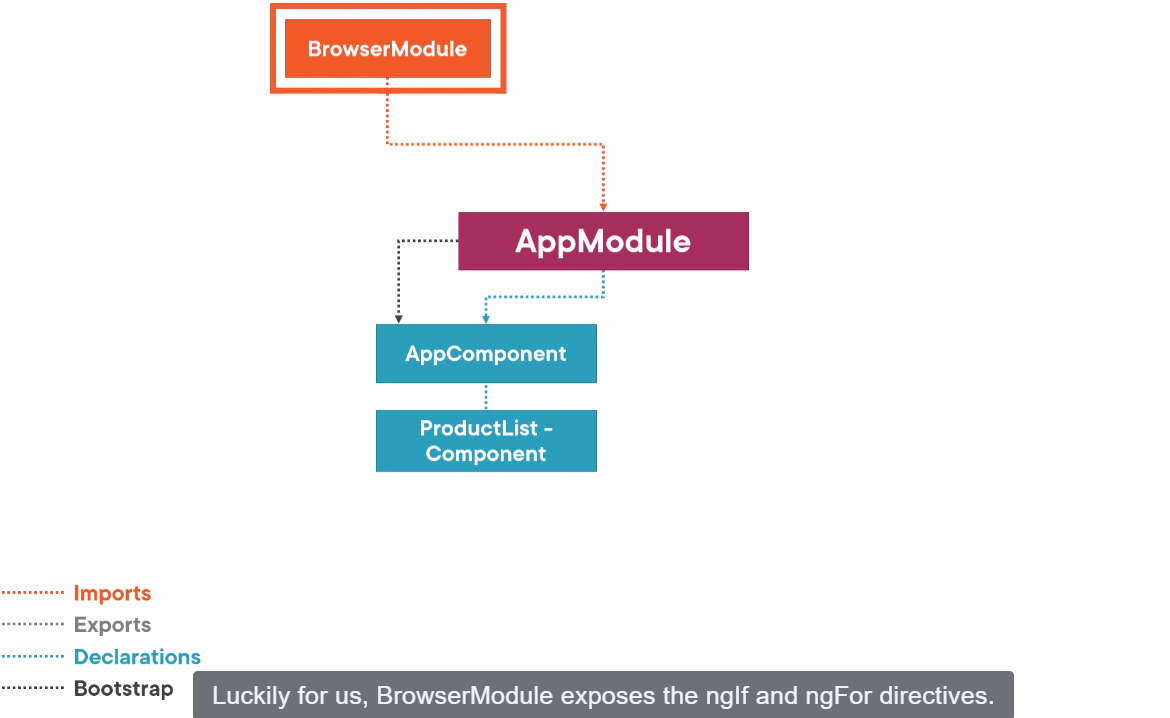 BrowserModule
AppModule
AppComponent
ProductList -
Component
Imports
Exports
Declarations
Bootstrap
Luckily for us, BrowserModule exposes the ngIf and ngFor directives.